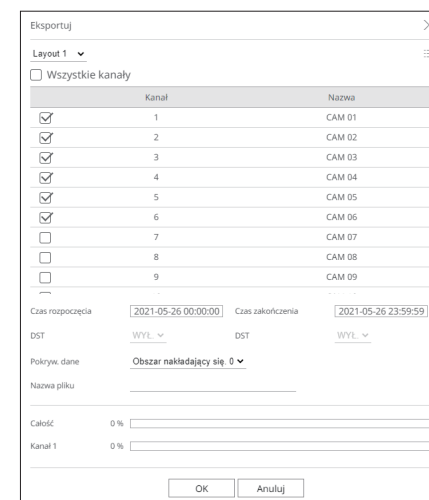 Eksportuj
Layout 1
Wszystkie kanały
Kanał Nazwa
1 CAM 01
2 CAM 02
3 CAM 03
4 CAM 04
5 CAM 05
6 CAM 06
7 CAM 07
8 CAM 08
9 CAM 09
Czas rozpoczęcia 2021-05-26 00:00:00 Czas zakończenia 2021-05-26 23:59:59
DST WYŁ. DST WYŁ.
Pokryw. dane Obszar nakładający się. 0
Nazwa pliku
Całość 0 %
Kanał 1 0 %
OK Anuluj